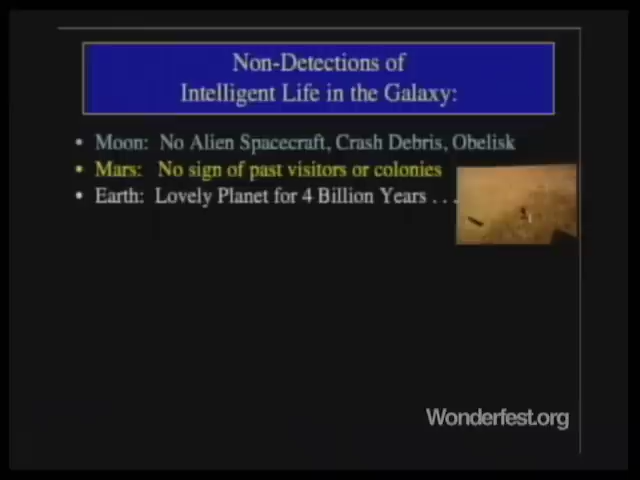 Non-Detections of
Intelligent Life in the Galaxy:
• Moon: No Alien Spacecraft, Crash Debris, Obelisk
• Mars: No sign of past visitors or colonies
• Earth: Lovely Planet for 4 Billion Years . . .
Wonderfest.org